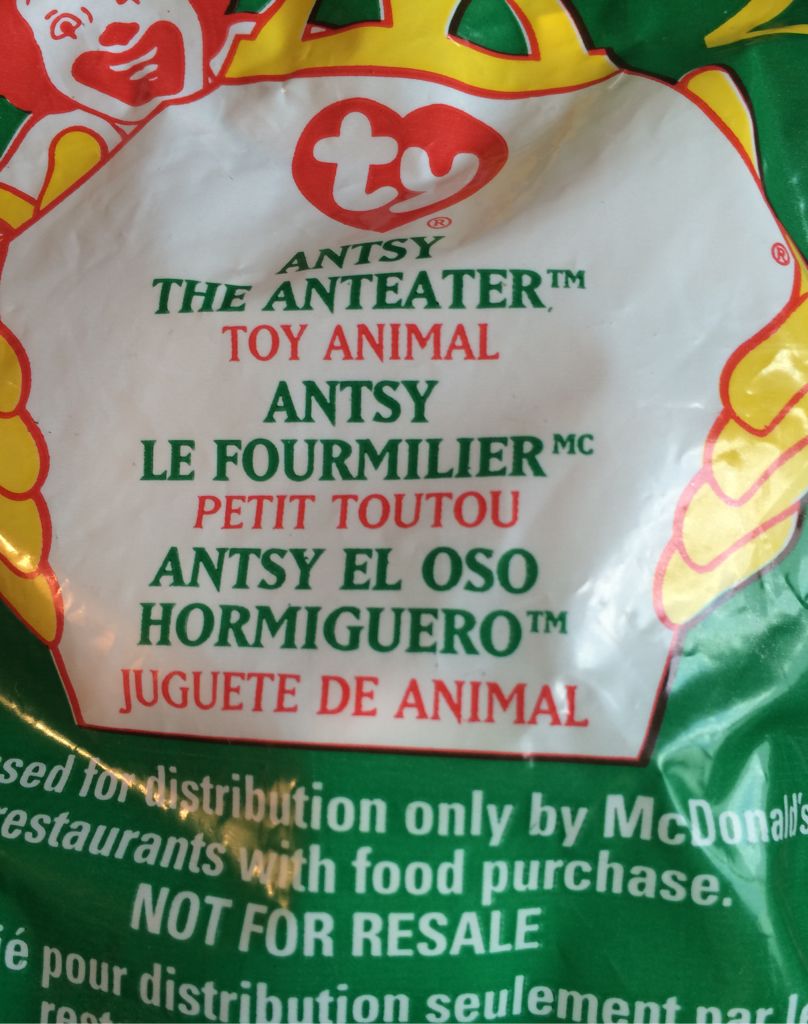 ty®
ANTSY
THE ANTEATER™
TOY ANIMAL
ANTSY
LE FOURMILIER MC
PETIT TOUTOU
ANTSY EL OSO
HORMIGUERO™
JUGUETE DE ANIMAL
®
for distribution only by McDonald's
restaurants with food purchase.
NOT FOR RESALE
pour distribution seulement par